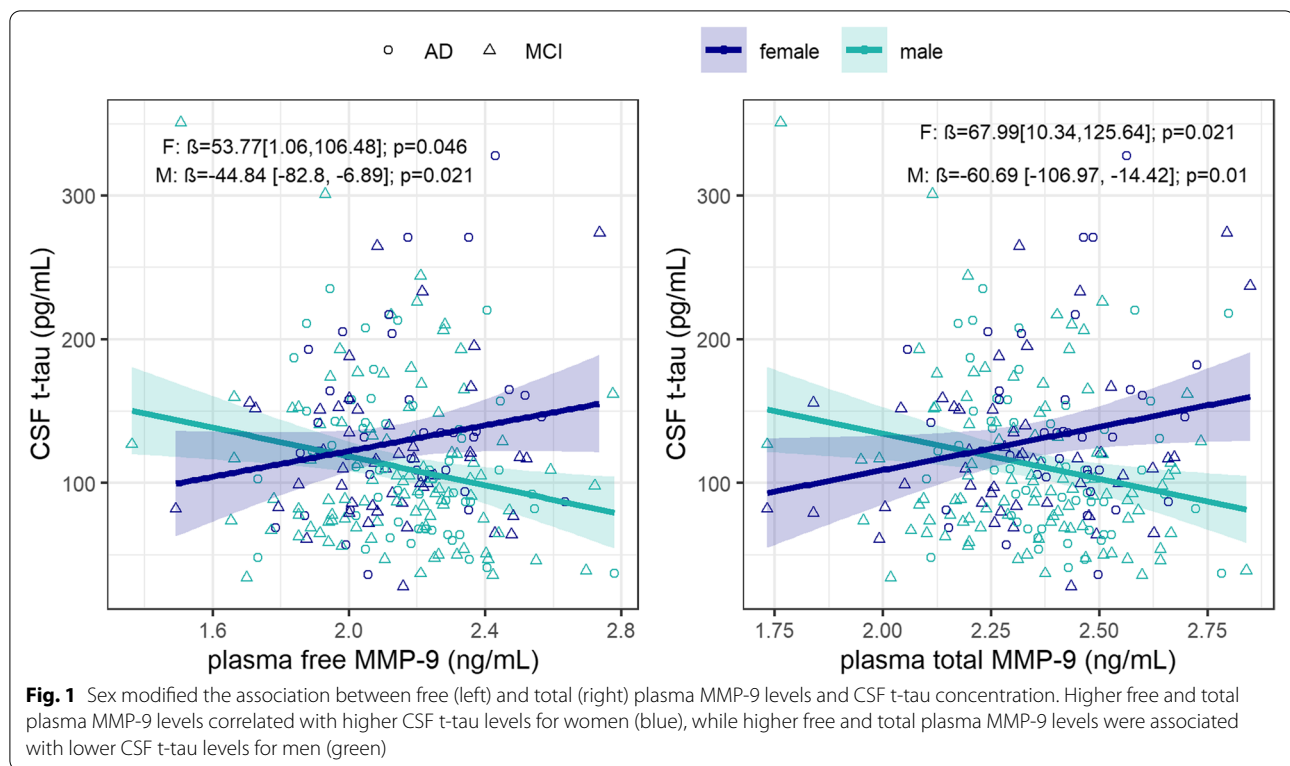 AD MCI female male
F: ß=53.77[1.06,106.48]; p=0.046
M: ß=-44.84 [-82.8, -6.89]; p=0.021
300
200
100
CSF t-tau (pg/mL)
1.6 2.0 2.4 2.8
plasma free MMP-9 (ng/mL)
F: ß=67.99[10.34,125.64]; p=0.021
M: ß=-60.69 [-106.97, -14.42]; p=0.01
300
200
100
CSF t-tau (pg/mL)
1.75 2.00 2.25 2.50 2.75
plasma total MMP-9 (ng/mL)
Fig. 1 Sex modified the association between free (left) and total (right) plasma MMP-9 levels and CSF t-tau concentration. Higher free and total
plasma MMP-9 levels correlated with higher CSF t-tau levels for women (blue), while higher free and total plasma MMP-9 levels were associated
with lower CSF t-tau levels for men (green)